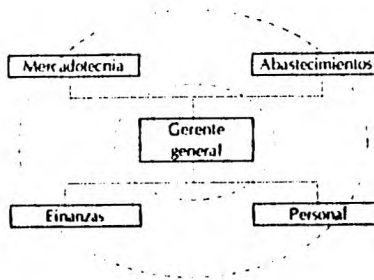 Mercadotecnia
Abastecimientos
Gerente
general
Finanzas
Personal